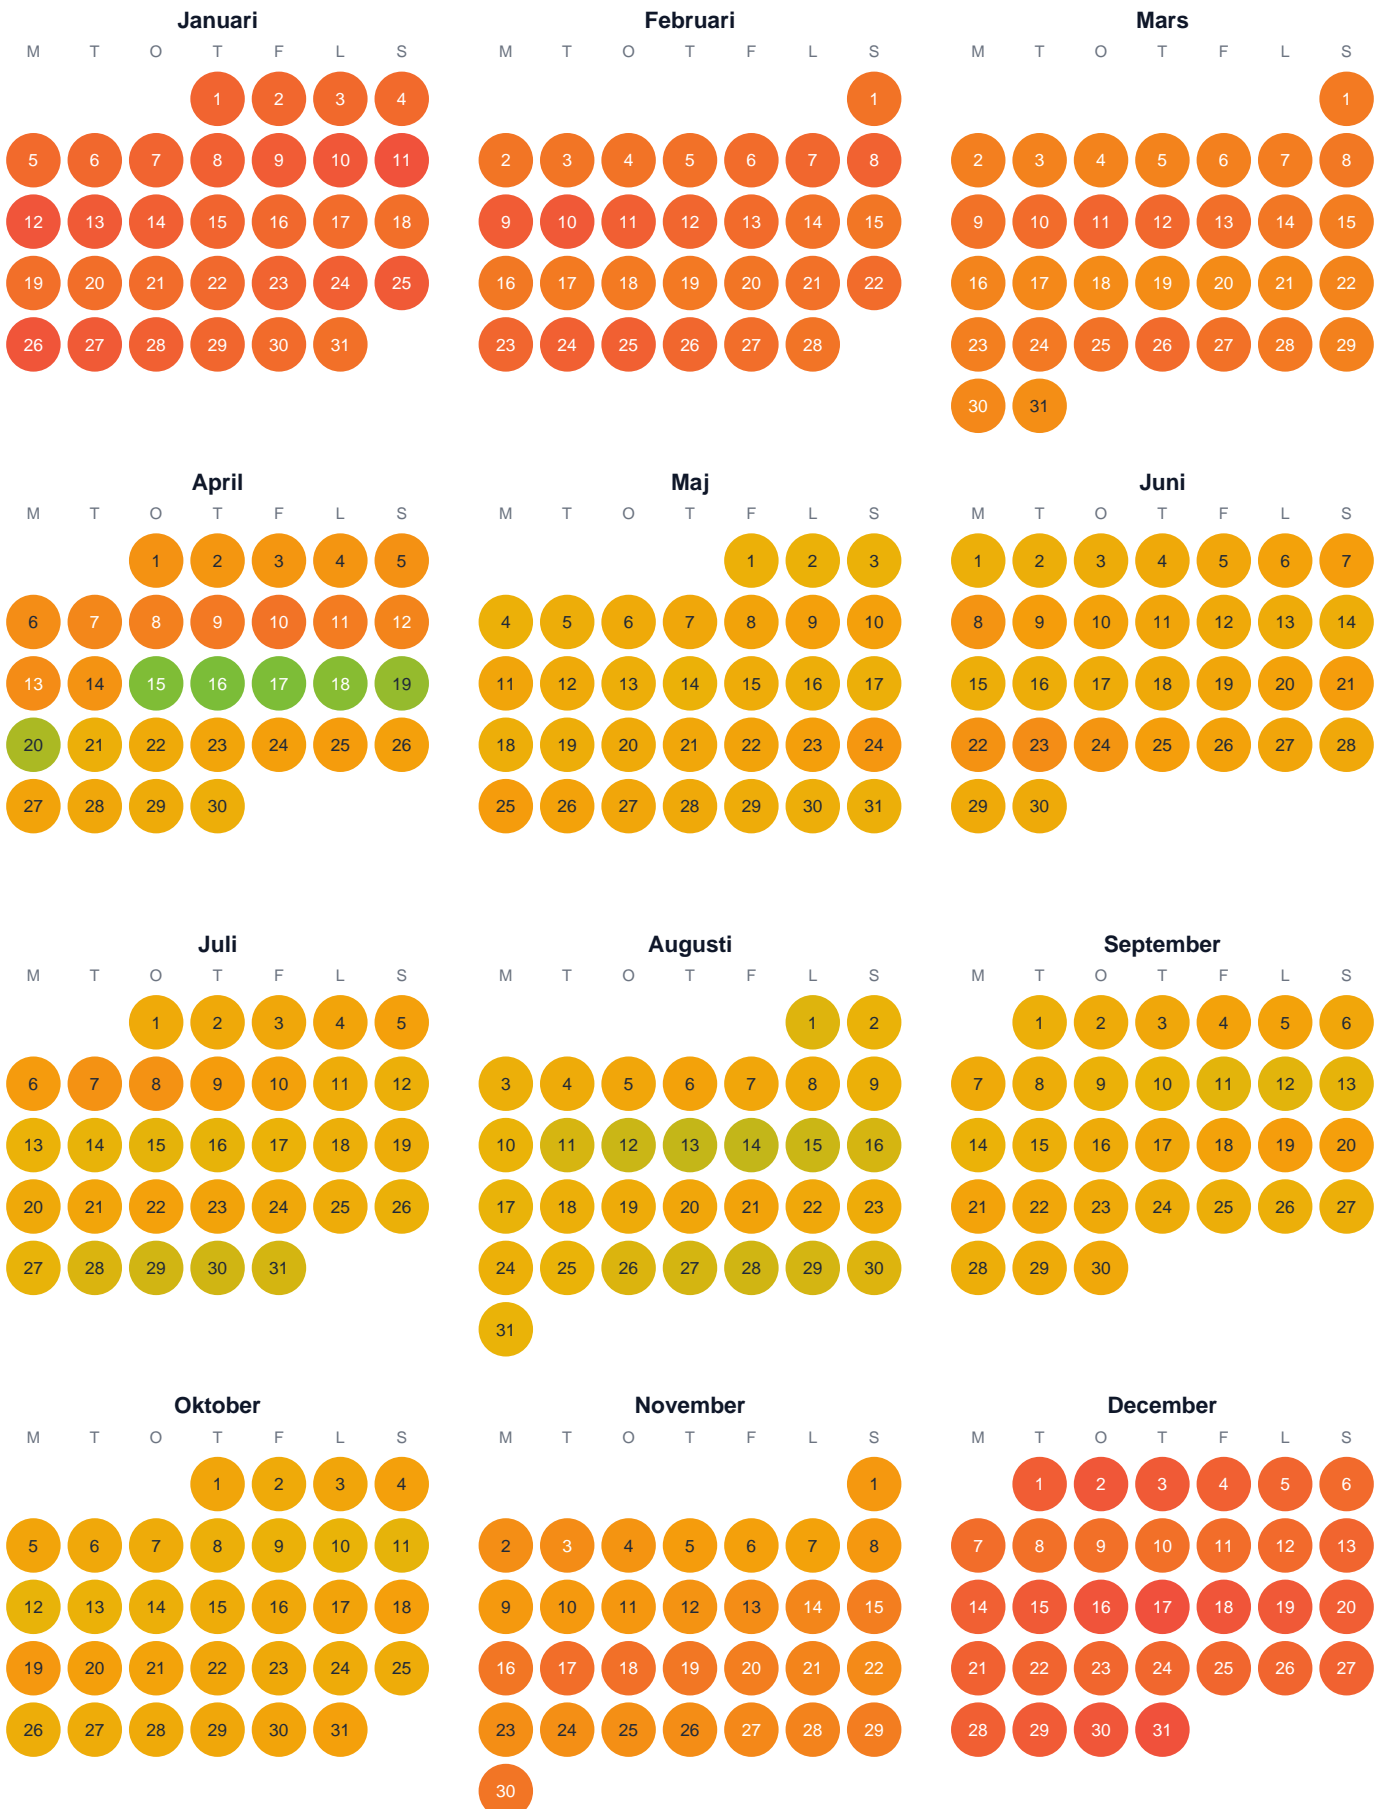 Januari Februari Mars
M T O T F L S M T O T F L S M T O T F L S
1 2 3 4 1 1
5 6 7 8 9 10 11 2 3 4 5 6 7 8 2 3 4 5 6 7 8
12 13 14 15 16 17 18 9 10 11 12 13 14 15 9 10 11 12 13 14 15
19 20 21 22 23 24 25 16 17 18 19 20 21 22 16 17 18 19 20 21 22
26 27 28 29 30 31 23 24 25 26 27 28 23 24 25 26 27 28 29
30 31
April Maj Juni
M T O T F L S M T O T F L S M T O T F L S
1 2 3 4 5 1 2 3 1 2 3 4 5 6 7
6 7 8 9 10 11 12 4 5 6 7 8 9 10 8 9 10 11 12 13 14
13 14 15 16 17 18 19 11 12 13 14 15 16 17 15 16 17 18 19 20 21
20 21 22 23 24 25 26 18 19 20 21 22 23 24 22 23 24 25 26 27 28
27 28 29 30 25 26 27 28 29 30 31 29 30
Juli Augusti September
M T O T F L S M T O T F L S M T O T F L S
1 2 3 4 5 1 2 1 2 3 4 5 6
6 7 8 9 10 11 12 3 4 5 6 7 8 9 7 8 9 10 11 12 13
13 14 15 16 17 18 19 10 11 12 13 14 15 16 14 15 16 17 18 19 20
20 21 22 23 24 25 26 17 18 19 20 21 22 23 21 22 23 24 25 26 27
27 28 29 30 31 24 25 26 27 28 29 30 28 29 30
31
Oktober November December
M T O T F L S M T O T F L S M T O T F L S
1 2 3 4 1 1 2 3 4 5 6
5 6 7 8 9 10 11 2 3 4 5 6 7 8 7 8 9 10 11 12 13
12 13 14 15 16 17 18 9 10 11 12 13 14 15 14 15 16 17 18 19 20
19 20 21 22 23 24 25 16 17 18 19 20 21 22 21 22 23 24 25 26 27
26 27 28 29 30 31 23 24 25 26 27 28 29 28 29 30 31
30